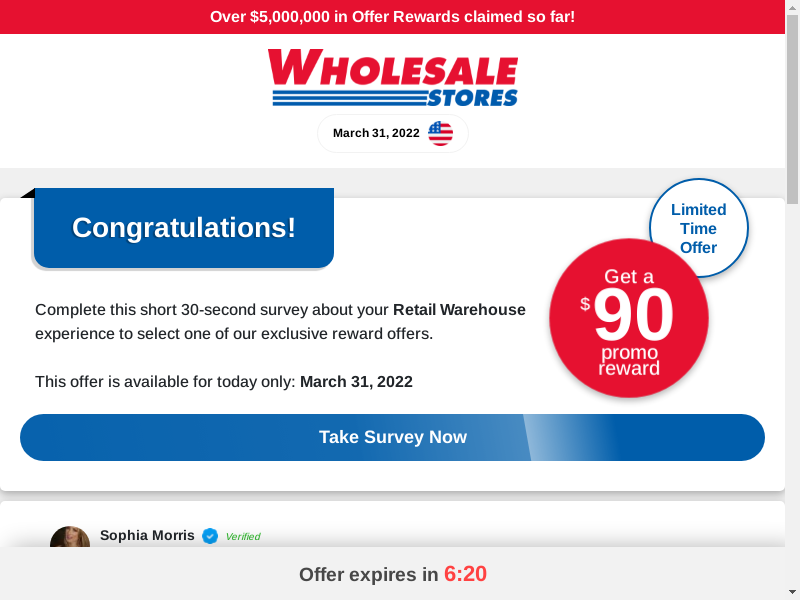 Over $5,000,000 in Offer Rewards claimed so far!
WHOLESALE
STORES
March 31, 2022
Congratulations!
Limited
Time
Offer
Get a
$90
promo
reward
Complete this short 30-second survey about your Retail Warehouse
experience to select one of our exclusive reward offers.
This offer is available for today only: March 31, 2022
Take Survey Now
Sophia Morris Verified
Offer expires in 6:20